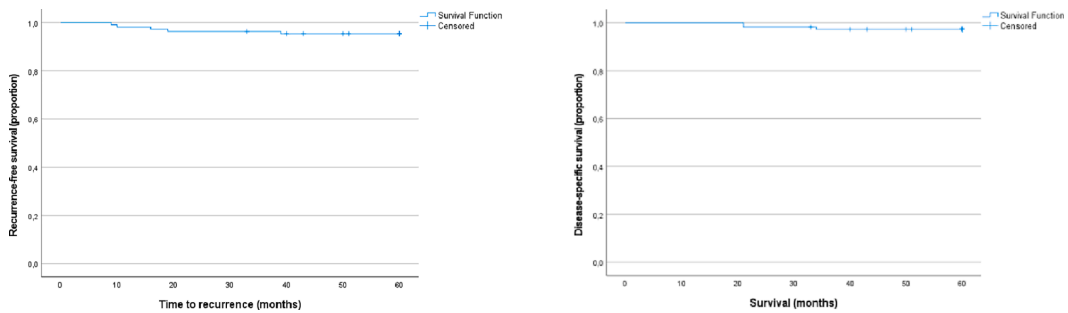 Recurrence-free survival (proportion)
1,0
0,8
0,6
0,4
0,2
0,0
0 10 20 30 40 50 60
Time to recurrence (months)
Survival Function
Censored
Disease-specific survival (proportion)
1,0
0,8
0,6
0,4
0,2
0,0
0 10 20 30 40 50 60
Survival (months)
Survival Function
Censored